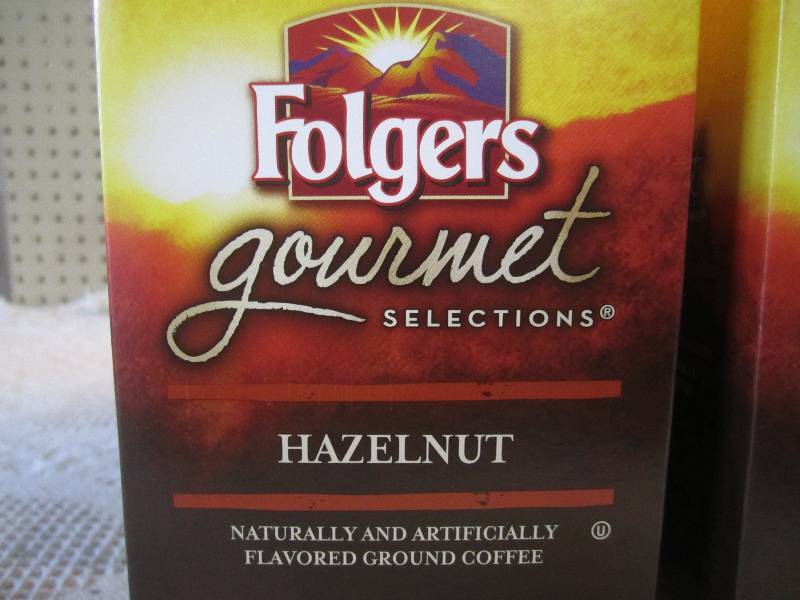 Folgers
gourmet
SELECTIONS®
HAZELNUT
NATURALLY AND ARTIFICIALLY
FLAVORED GROUND COFFEE
U